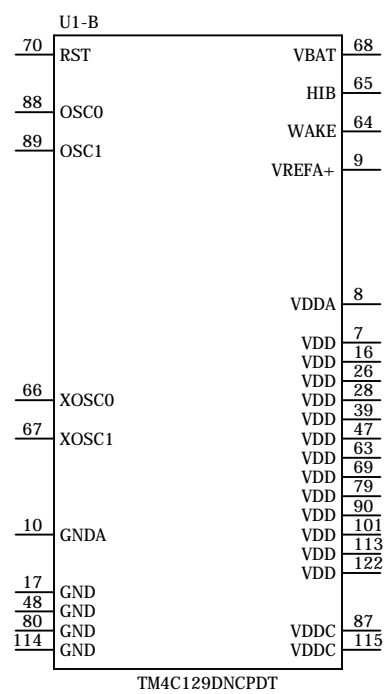 U1-B
70 RST VBAT 68
HIB 65
88 OSC0 WAKE 64
89 OSC1 VREFA+ 9
VDDA 8
VDD 7
VDD 16
VDD 26
66 XOSC0 VDD 28
VDD 39
67 XOSC1 VDD 47
VDD 63
VDD 69
VDD 79
VDD 90
10 GNDA VDD 101
VDD 113
VDD 122
17 GND
48 GND
80 GND VDDC 87
114 GND VDDC 115
TM4C129DNCPDT